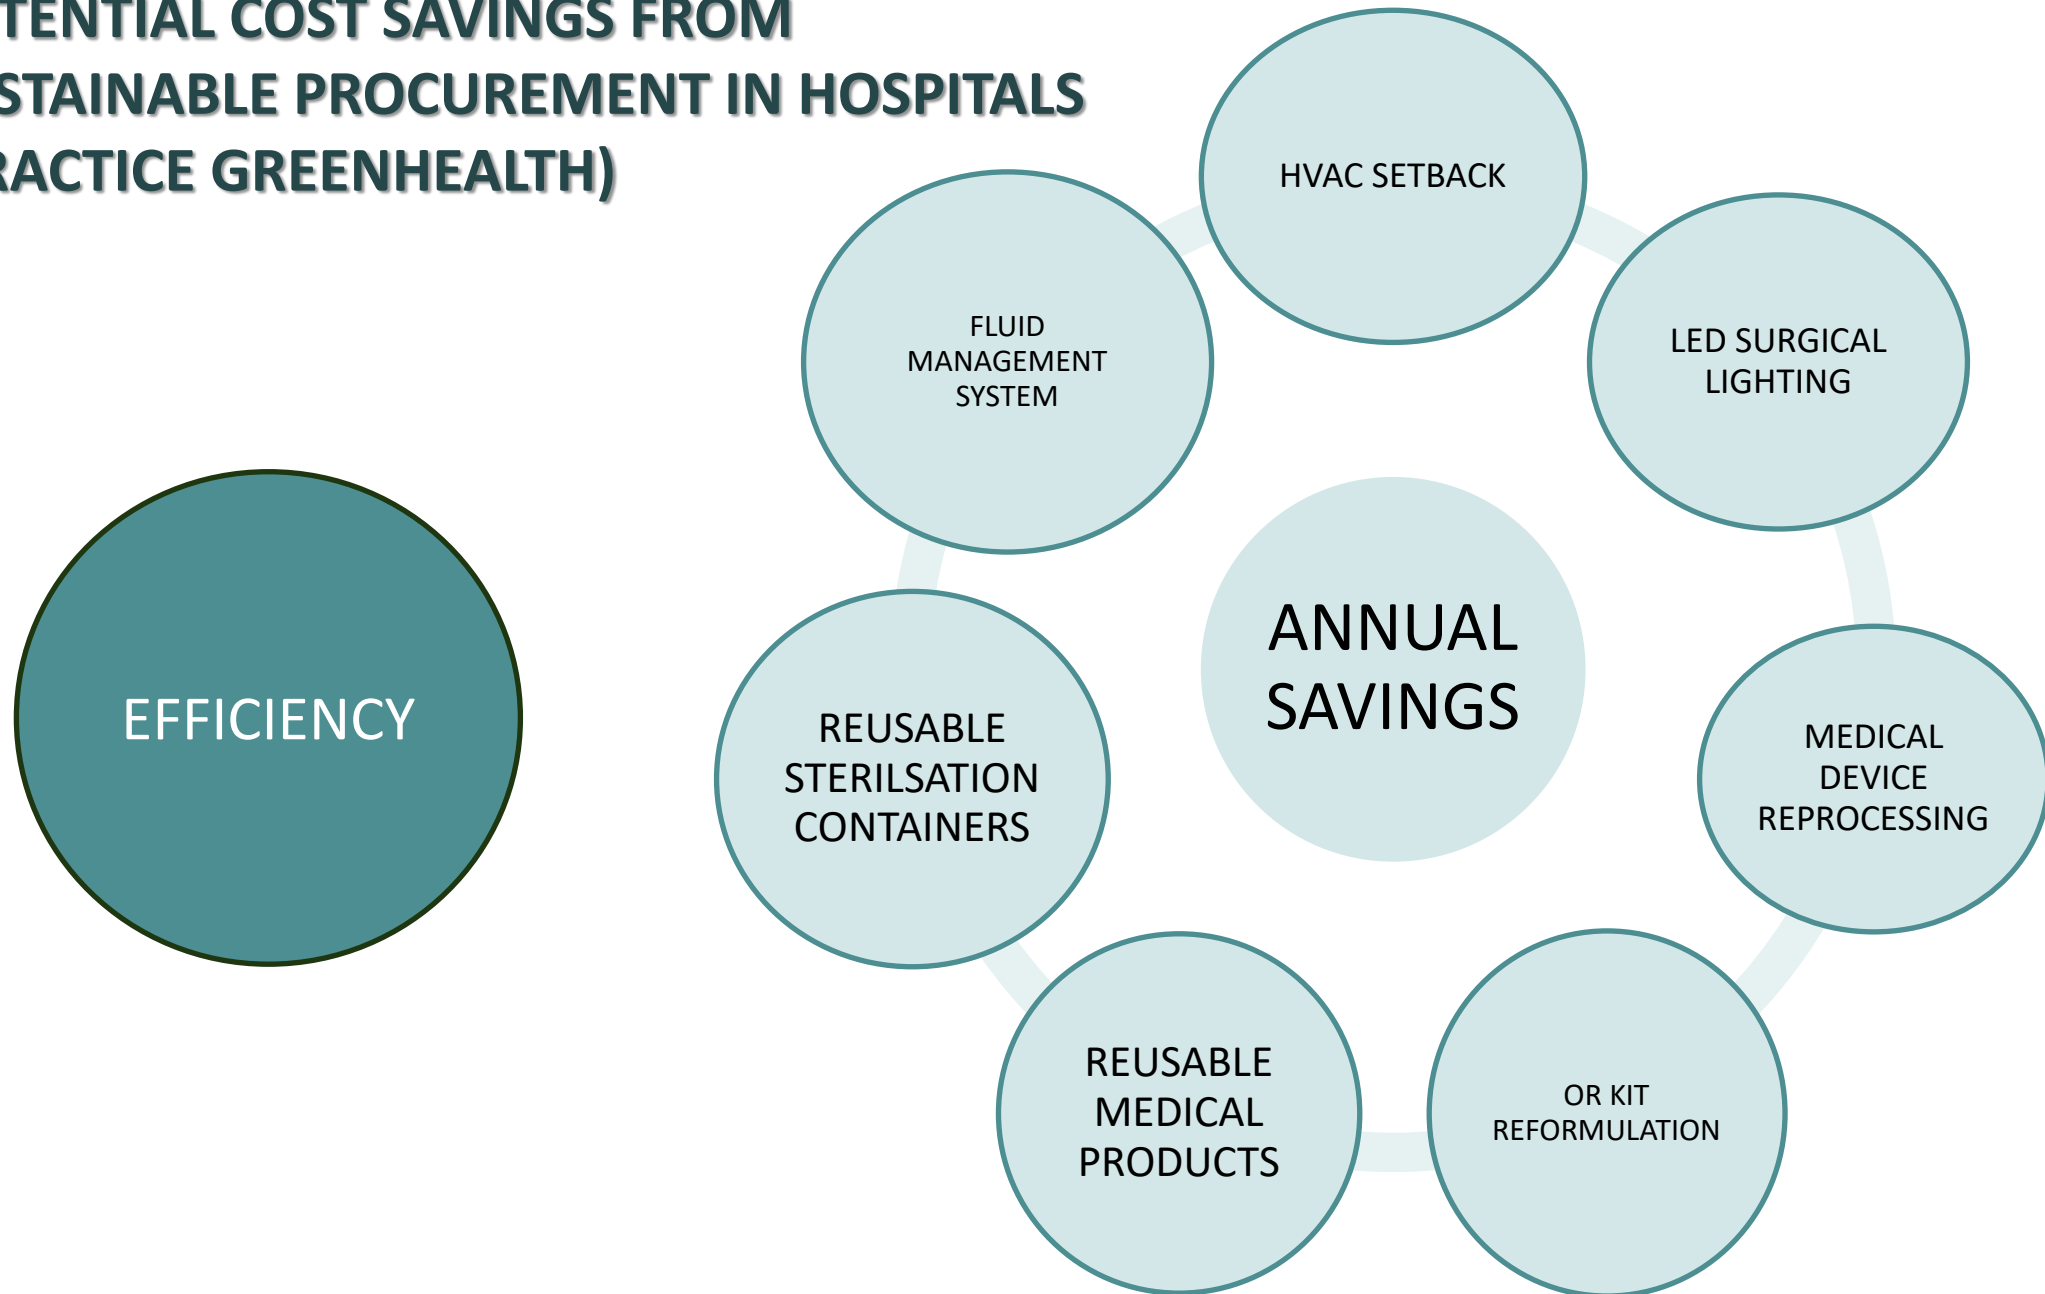 TENTIAL COST SAVINGS FROM
STAINABLE PROCUREMENT IN HOSPITALS
RACTICE GREENHEALTH)
HVAC SETBACK
LED SURGICAL
LIGHTING
MEDICAL
DEVICE
REPROCESSING
OR KIT
REFORMULATION
REUSABLE
MEDICAL
PRODUCTS
REUSABLE
STERILSATION
CONTAINERS
FLUID
MANAGEMENT
SYSTEM
ANNUAL
SAVINGS
EFFICIENCY